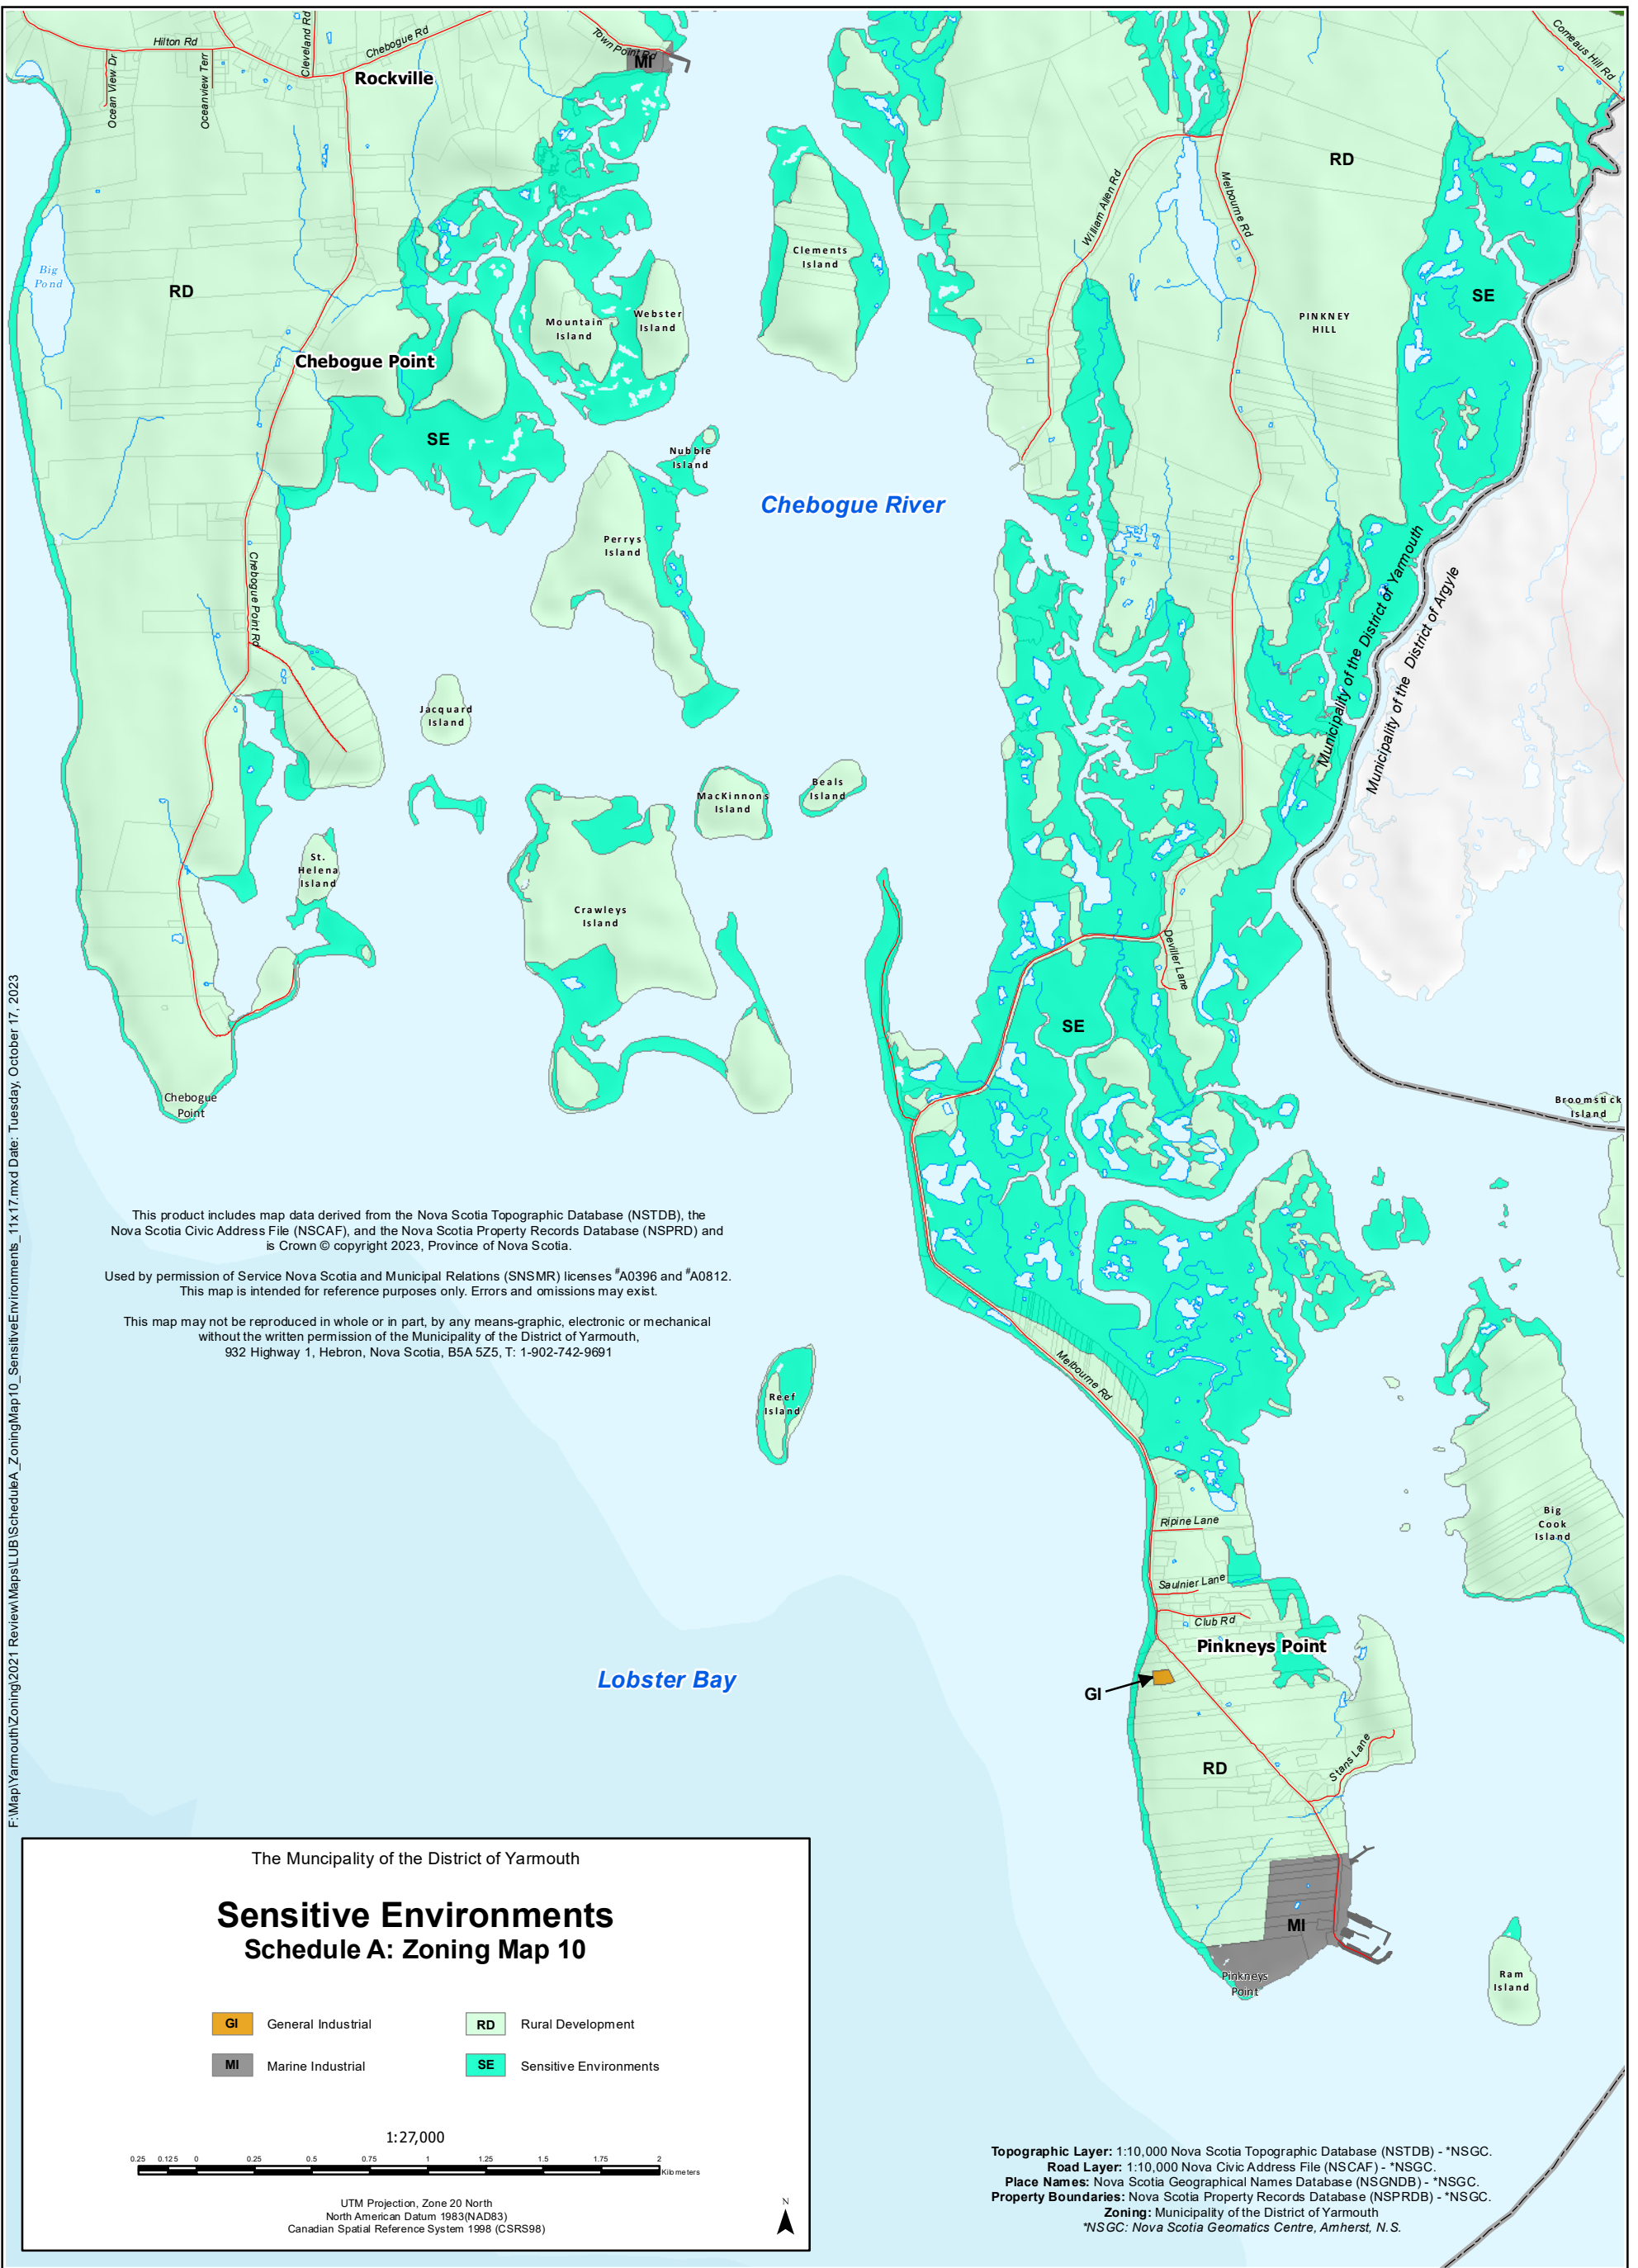 Hilton Rd
Cleveland Rd
Chebogue Rd
Town Point Rd
MI
Comeaus Hill Rd
Ocean View Dr
Oceanview Terr
Rockville
RD
William Allen Rd
Melbourne Rd
Clements
Island
Big
Pond
RD
SE
Mountain
Island
Webster
Island
PINKNEY
HILL
Chebogue Point
SE
Nubble
Island
Chebogue River
Perrys
Island
Chebogue Point Rd
Municipality of the District of Yarmouth
Municipality of the District of Argyle
Jacquard
Island
MacKinnons
Island
Beals
Island
St.
Helena
Island
Crawleys
Island
Deviller Lane
SE
Chebogue
Point
Broomstick
Island
This product includes map data derived from the Nova Scotia Topographic Database (NSTDB), the
Nova Scotia Civic Address File (NSCAF), and the Nova Scotia Property Records Database (NSPRD) and
is Crown © copyright 2023, Province of Nova Scotia.
Used by permission of Service Nova Scotia and Municipal Relations (SNSMR) licenses #A0396 and #A0812.
This map is intended for reference purposes only. Errors and omissions may exist.
This map may not be reproduced in whole or in part, by any means-graphic, electronic or mechanical
without the written permission of the Municipality of the District of Yarmouth,
932 Highway 1, Hebron, Nova Scotia, B5A 5Z5, T: 1-902-742-9691
Melbourne Rd
Reef
Island
Big
Cook
Island
Ripine Lane
Saulnier Lane
Club Rd
Pinkneys Point
Lobster Bay
GI
RD
Stans Lane
MI
Pinkneys
Point
Ram
Island
F:\Map\Yarmouth\Zoning\2021 Review\Maps\LUB\ScheduleA_ZoningMap10_SensitiveEnvironments_11x17.mxd Date: Tuesday, October 17, 2023
The Muncipality of the District of Yarmouth
Sensitive Environments
Schedule A: Zoning Map 10
GI General Industrial
RD Rural Development
MI Marine Industrial
SE Sensitive Environments
1:27,000
0.25 0.125 0 0.25 0.5 0.75 1 1.25 1.5 1.75 2
Kilometers
UTM Projection, Zone 20 North
North American Datum 1983(NAD83)
Canadian Spatial Reference System 1998 (CSRS98)
N
Topographic Layer: 1:10,000 Nova Scotia Topographic Database (NSTDB) - *NSGC.
Road Layer: 1:10,000 Nova Civic Address File (NSCAF) - *NSGC.
Place Names: Nova Scotia Geographical Names Database (NSGNDB) - *NSGC.
Property Boundaries: Nova Scotia Property Records Database (NSPRDB) - *NSGC.
Zoning: Municipality of the District of Yarmouth
*NSGC: Nova Scotia Geomatics Centre, Amherst, N.S.